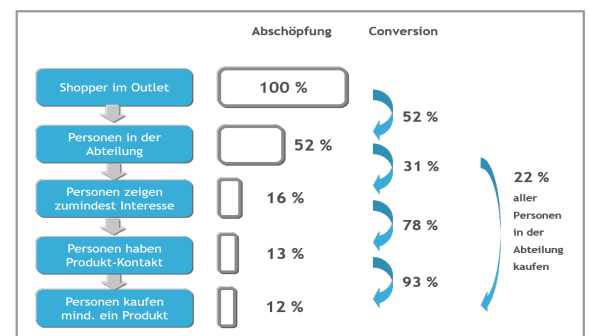 Abschöpfung Conversion
Shopper im Outlet
100 %
52 %
Personen in der
Abteilung
52 %
31 %
22 %
aller
Personen
in der
Abteilung
kaufen
Personen zeigen
zumindest Interesse
16 %
78 %
Personen haben
Produkt-Kontakt
13 %
93 %
Personen kaufen
mind. ein Produkt
12 %